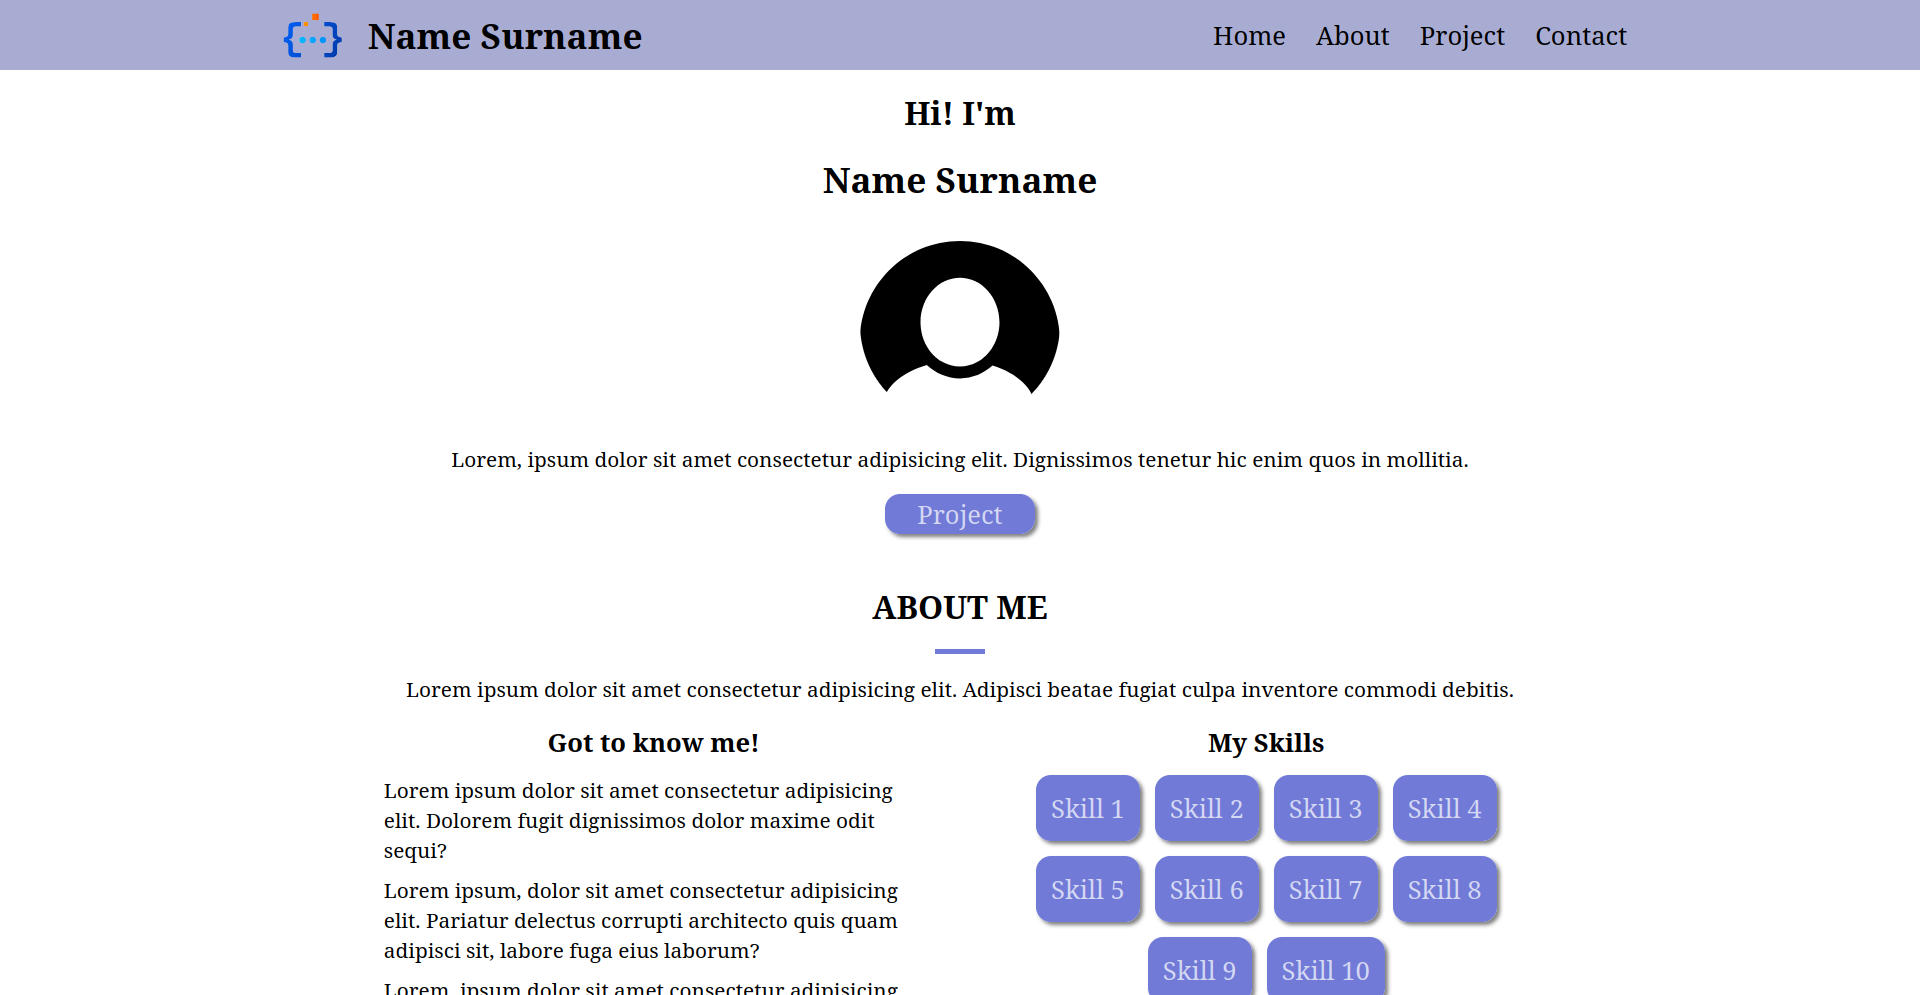 Name Surname
Home About Project Contact
Hi! I'm
Name Surname
Lorem, ipsum dolor sit amet consectetur adipisicing elit. Dignissimos tenetur hic enim quos in mollitia.
Project
ABOUT ME
Lorem ipsum dolor sit amet consectetur adipisicing elit. Adipisci beatae fugiat culpa inventore commodi debitis.
Got to know me!
Lorem ipsum dolor sit amet consectetur adipisicing
elit. Dolorem fugit dignissimos dolor maxime odit
sequi?
Lorem ipsum, dolor sit amet consectetur adipisicing
elit. Pariatur delectus corrupti architecto quis quam
adipisci sit, labore fuga eius laborum?
Lorem, ipsum dolor sit amet consectetur adipisicing
My Skills
Skill 1 Skill 2 Skill 3 Skill 4
Skill 5 Skill 6 Skill 7 Skill 8
Skill 9 Skill 10